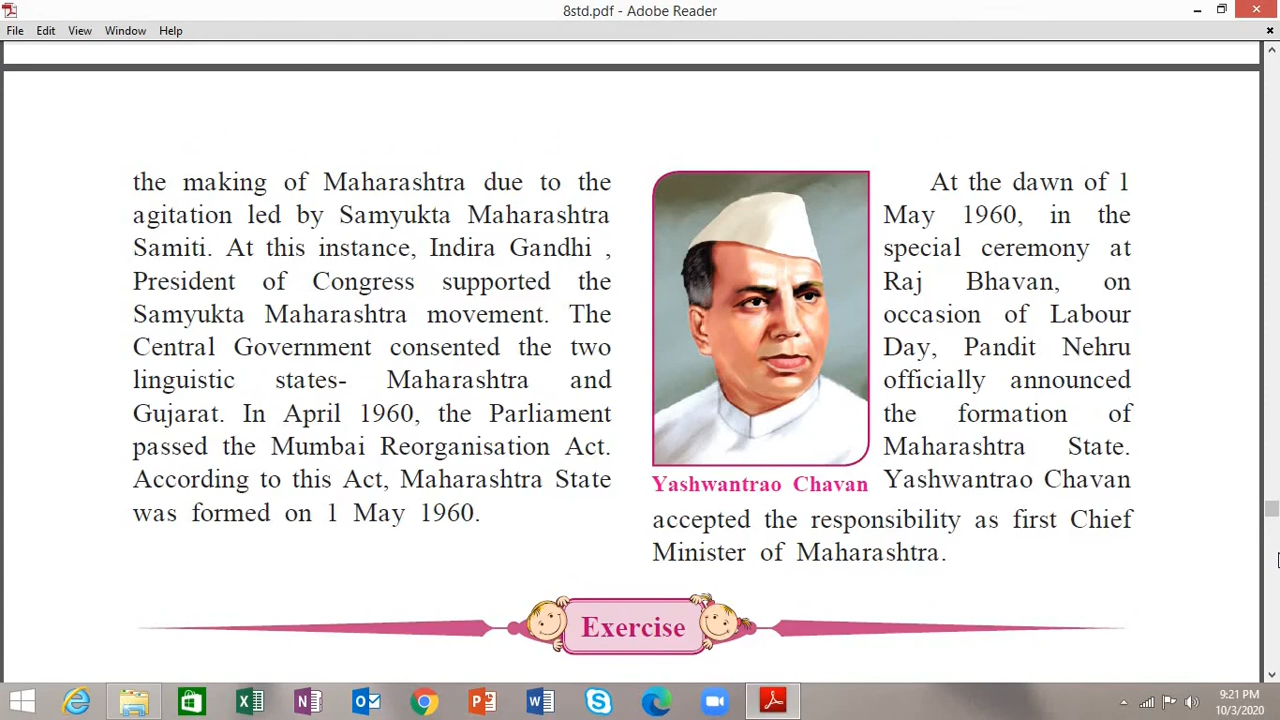 8std.pdf - Adobe Reader
File Edit View Window Help
the making of Maharashtra due to the
agitation led by Samyukta Maharashtra
Samiti. At this instance, Indira Gandhi ,
President of Congress supported the
Samyukta Maharashtra movement. The
Central Government consented the two
linguistic states- Maharashtra and
Gujarat. In April 1960, the Parliament
passed the Mumbai Reorganisation Act.
According to this Act, Maharashtra State
was formed on 1 May 1960.
Yashwantrao Chavan
At the dawn of 1
May 1960, in the
special ceremony at
Raj Bhavan, on
occasion of Labour
Day, Pandit Nehru
officially announced
the formation of
Maharashtra State.
Yashwantrao Chavan
accepted the responsibility as first Chief
Minister of Maharashtra.
Exercise
9:21 PM
10/3/2020